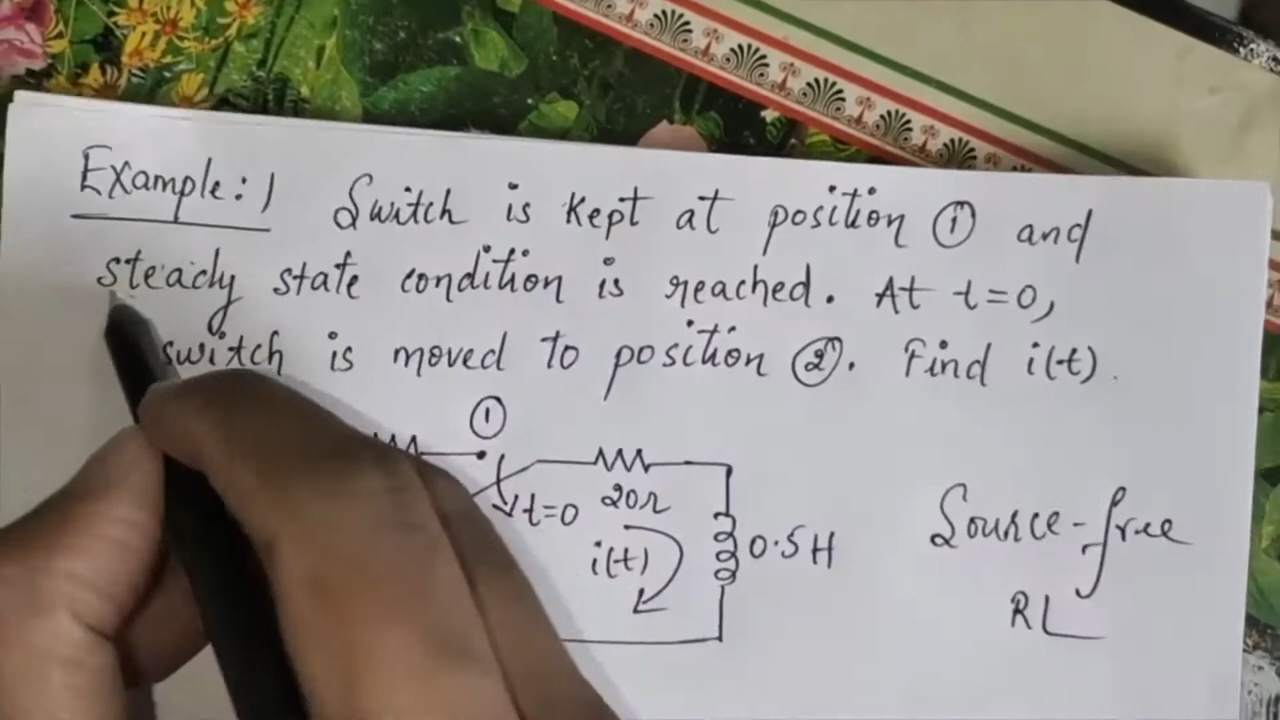 Example: 1 Switch is kept at position ① and
steady state condition is reached. At t=0,
switch is moved to position ②. Find i(t).
①
t=0
20Ω
i(t)
0.5H
Source-free
RL